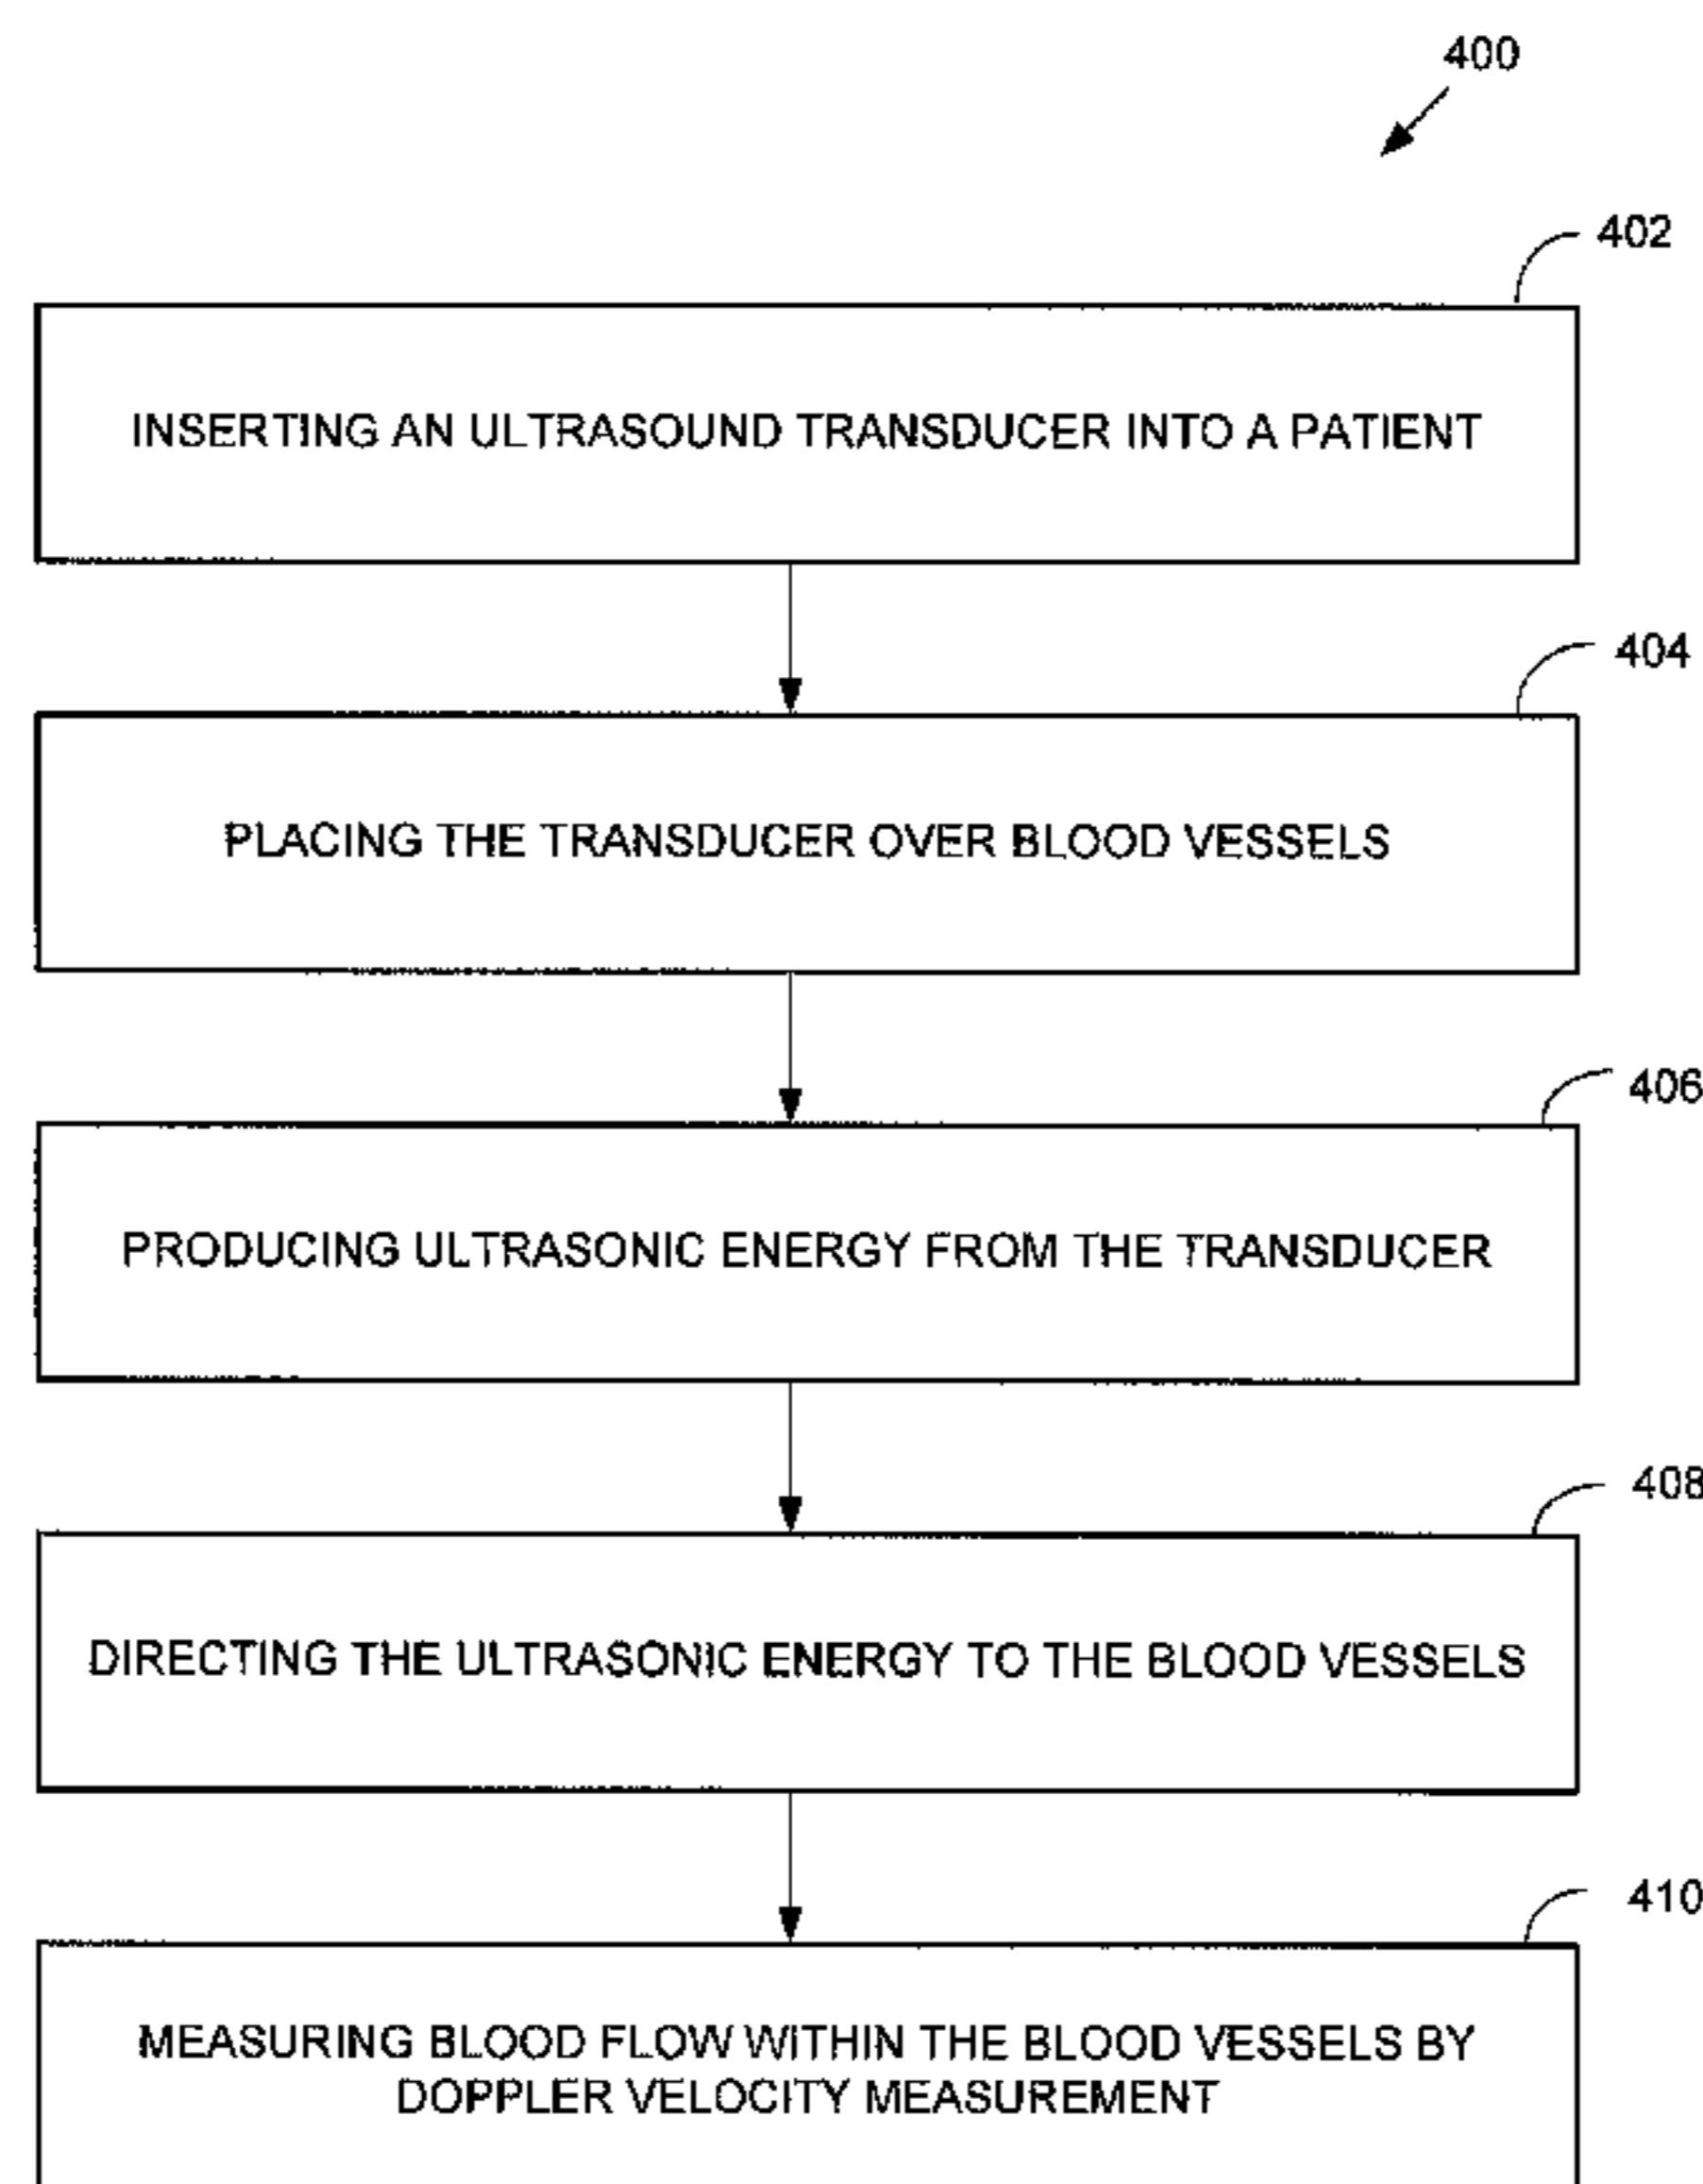 400
402
INSERTING AN ULTRASOUND TRANSDUCER INTO A PATIENT
404
PLACING THE TRANSDUCER OVER BLOOD VESSELS
406
PRODUCING ULTRASONIC ENERGY FROM THE TRANSDUCER
408
DIRECTING THE ULTRASONIC ENERGY TO THE BLOOD VESSELS
410
MEASURING BLOOD FLOW WITHIN THE BLOOD VESSELS BY
DOPPLER VELOCITY MEASUREMENT